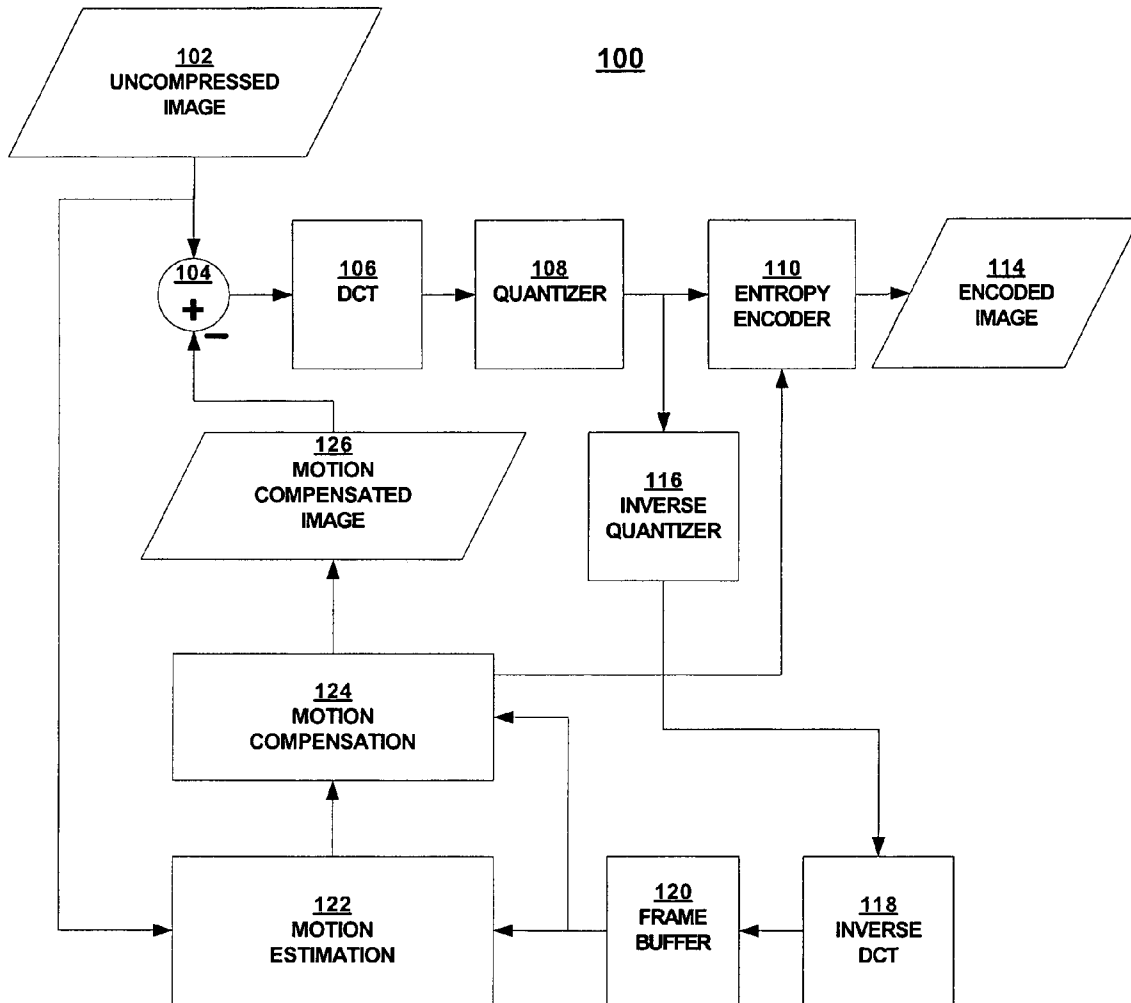 100
102
UNCOMPRESSED
IMAGE
104
+
−
106
DCT
108
QUANTIZER
110
ENTROPY
ENCODER
114
ENCODED
IMAGE
126
MOTION
COMPENSATED
IMAGE
116
INVERSE
QUANTIZER
124
MOTION
COMPENSATION
122
MOTION
ESTIMATION
120
FRAME
BUFFER
118
INVERSE
DCT